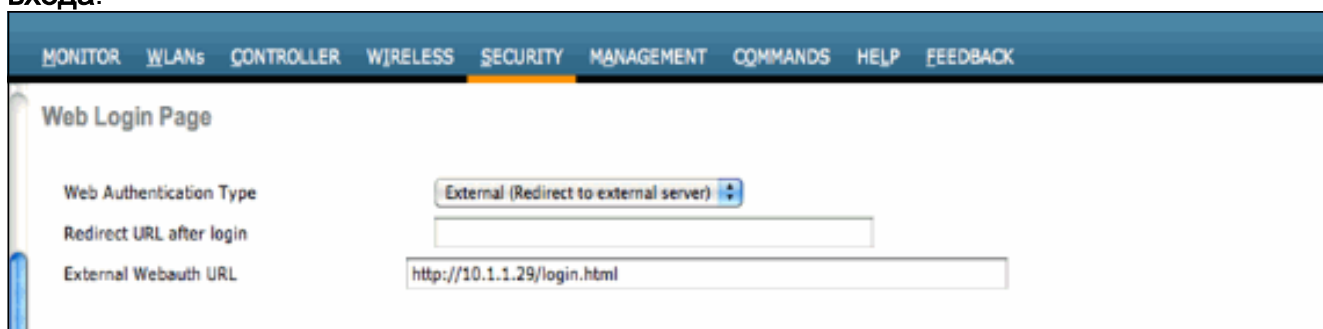 входа.
MONITOR WLANs CONTROLLER WIRELESS SECURITY MANAGEMENT COMMANDS HELP FEEDBACK
Web Login Page
Web Authentication Type External (Redirect to external server)
Redirect URL after login
External Webauth URL http://10.1.1.29/login.html